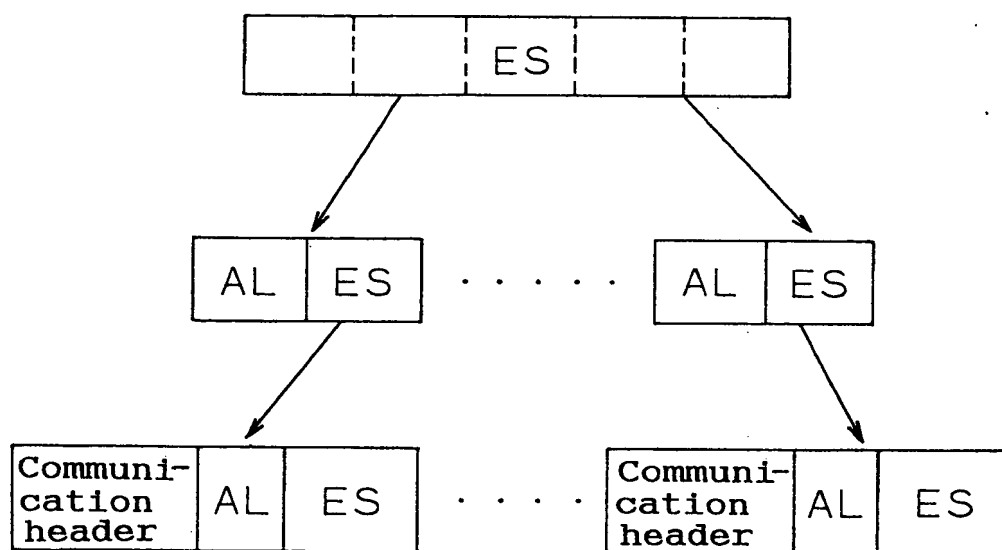 ES
AL ES . . . . . AL ES
Communi-
cation
header
AL ES . . . . .
Communi-
cation
header
AL ES